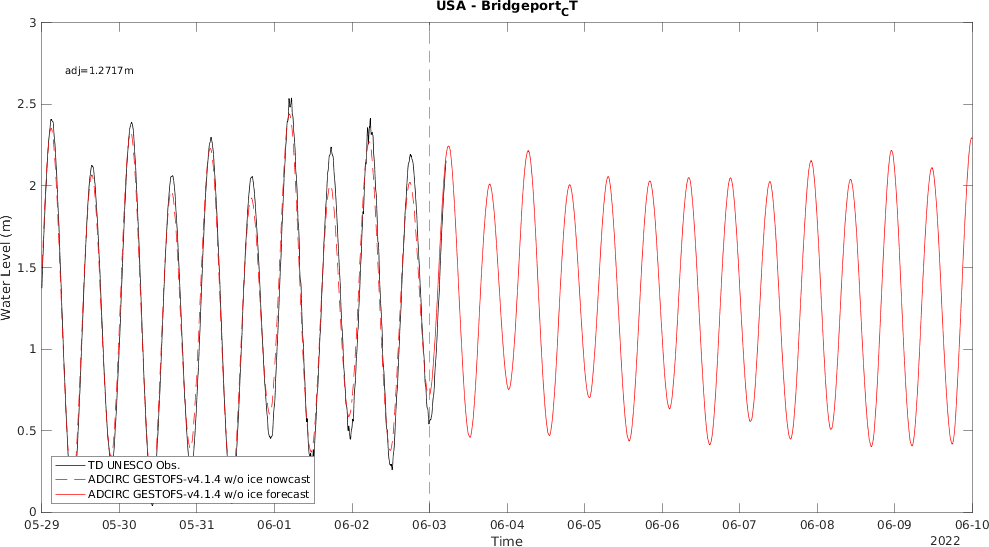 USA - Bridgeport_CT
3
adj=1.2717m
2.5
2
1.5
Water Level (m)
1
0.5
TD UNESCO Obs.
ADCIRC GESTOFS-v4.1.4 w/o ice nowcast
ADCIRC GESTOFS-v4.1.4 w/o ice forecast
0
05-29 05-30 05-31 06-01 06-02 06-03 06-04 06-05 06-06 06-07 06-08 06-09 06-10
Time
2022